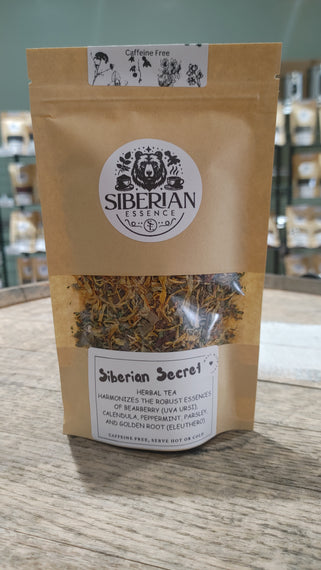 Caffeine Free
SIBERIAN
ESSENCE
Siberian Secret
HERBAL TEA
HARMONIZES THE ROBUST ESSENCES
OF BEARBERRY (UVA URSI),
CALENDULA, PEPPERMINT, PARSLEY,
AND GOLDEN ROOT (ELEUTHERO)
CAFFEINE FREE, SERVE HOT OR COLD